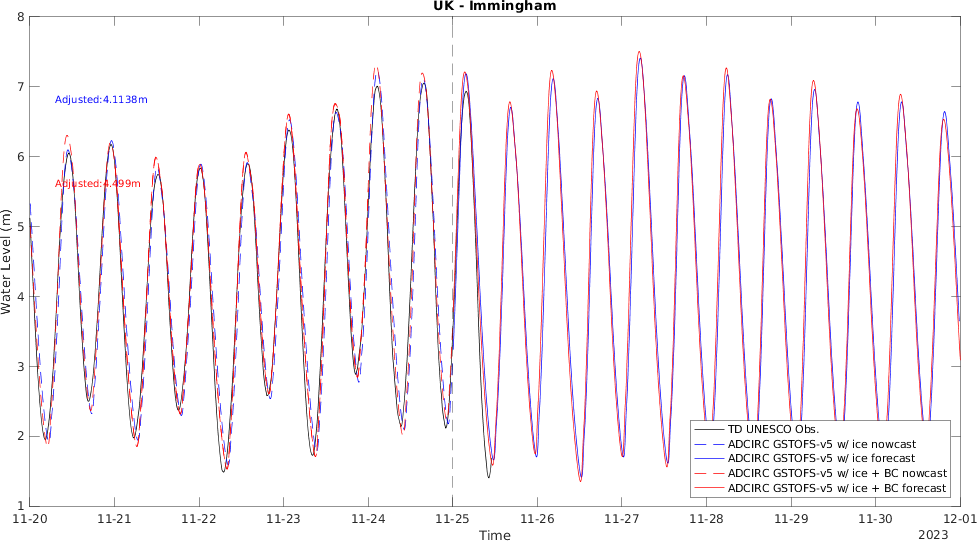 UK - Immingham
8
7
6
5
4
3
2
1
Water Level (m)
Adjusted:4.1138m
Adjusted:4.499m
TD UNESCO Obs.
ADCIRC GSTOFS-v5 w/ ice nowcast
ADCIRC GSTOFS-v5 w/ ice forecast
ADCIRC GSTOFS-v5 w/ ice + BC nowcast
ADCIRC GSTOFS-v5 w/ ice + BC forecast
11-20 11-21 11-22 11-23 11-24 11-25 11-26 11-27 11-28 11-29 11-30 12-01
Time
2023